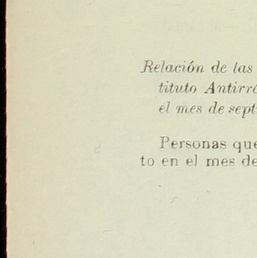 Relación de las
tituto Antirrá
el mes de sept
Personas que
to en el mes de